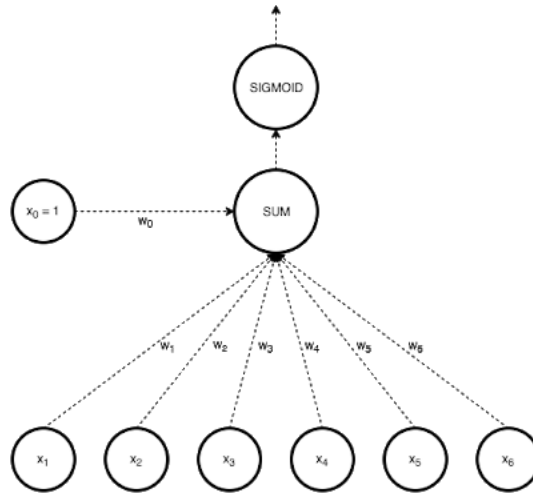 SIGMOID
x₀ = 1
w₀
SUM
w₁ w₂ w₃ w₄ w₅ w₆
x₁ x₂ x₃ x₄ x₅ x₆